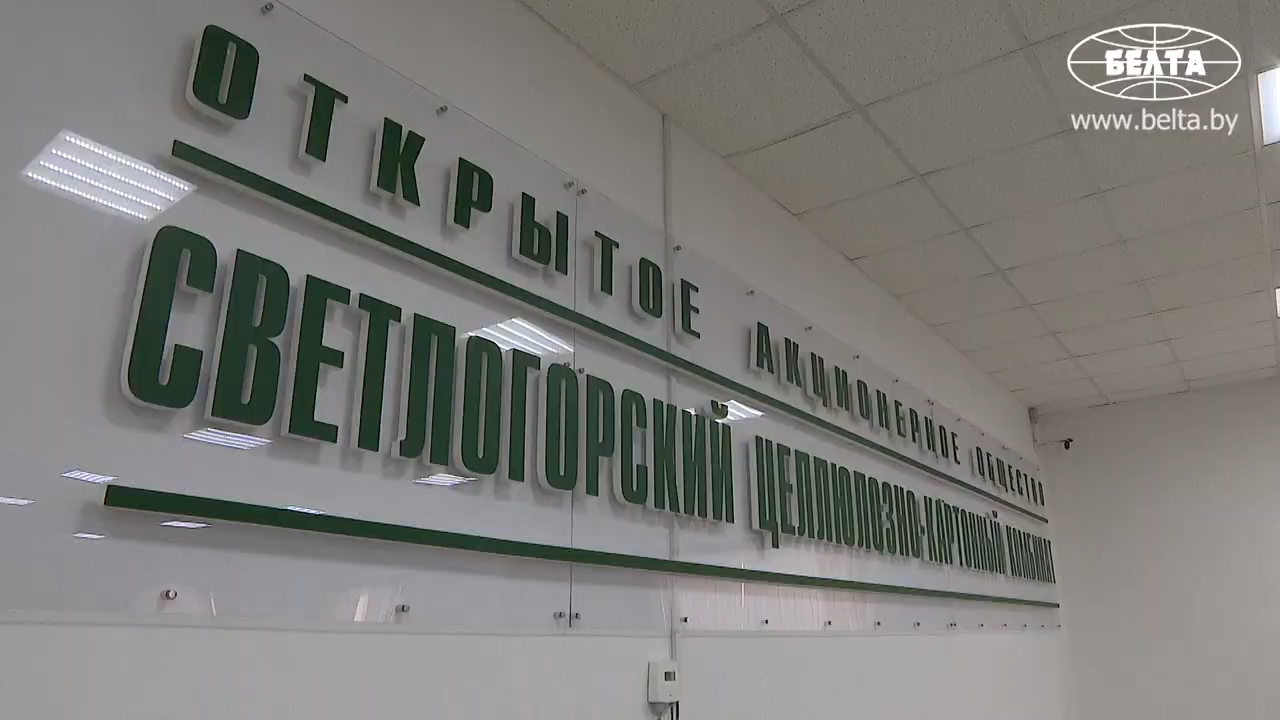 БЕЛТА
www.belta.by
ОТКРЫТОЕ АКЦИОНЕРНОЕ ОБЩЕСТВО
СВЕТЛОГОРСКИЙ ЦЕЛЛЮЛОЗНО-КАРТОННЫЙ КОМБИНАТ